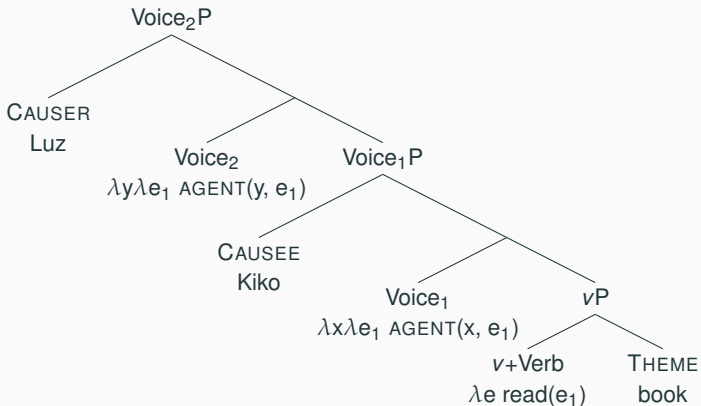 Voice₂P
CAUSER
Luz
Voice₂
λyλe₁ AGENT(y, e₁)
Voice₁P
CAUSEE
Kiko
Voice₁
λxλe₁ AGENT(x, e₁)
vP
v+Verb
λe read(e₁)
THEME
book